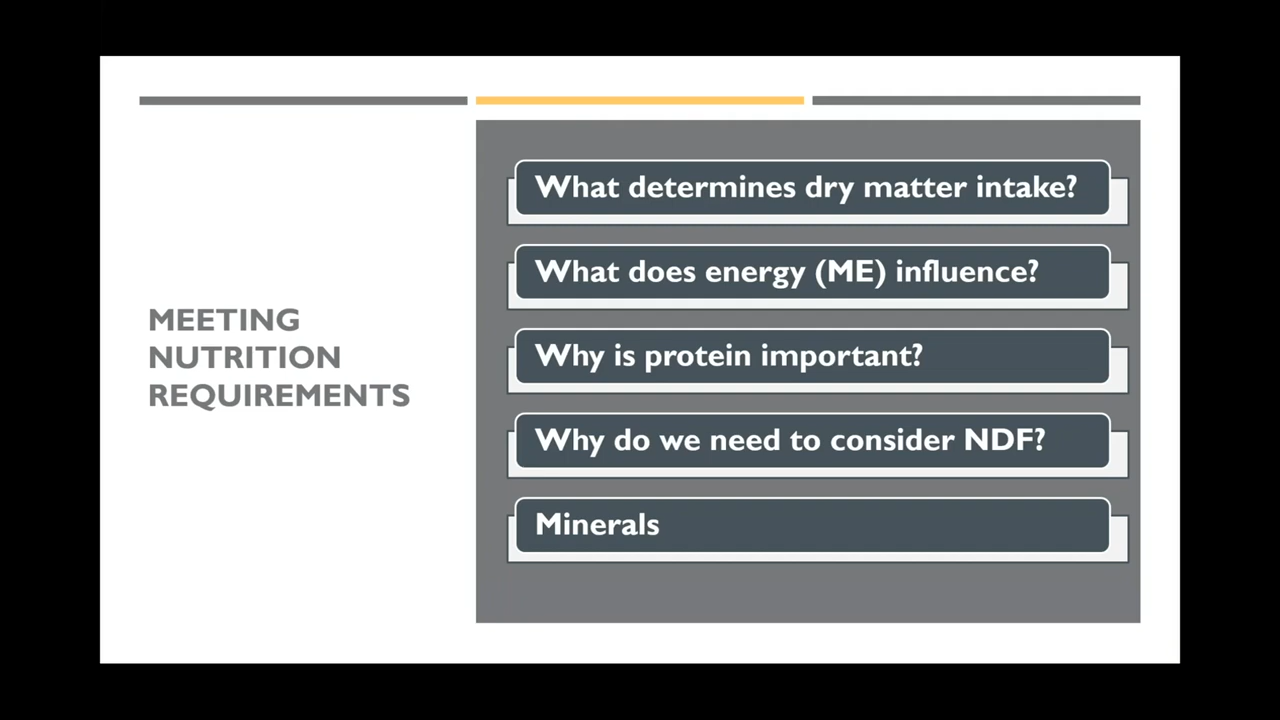 MEETING
NUTRITION
REQUIREMENTS
What determines dry matter intake?
What does energy (ME) influence?
Why is protein important?
Why do we need to consider NDF?
Minerals